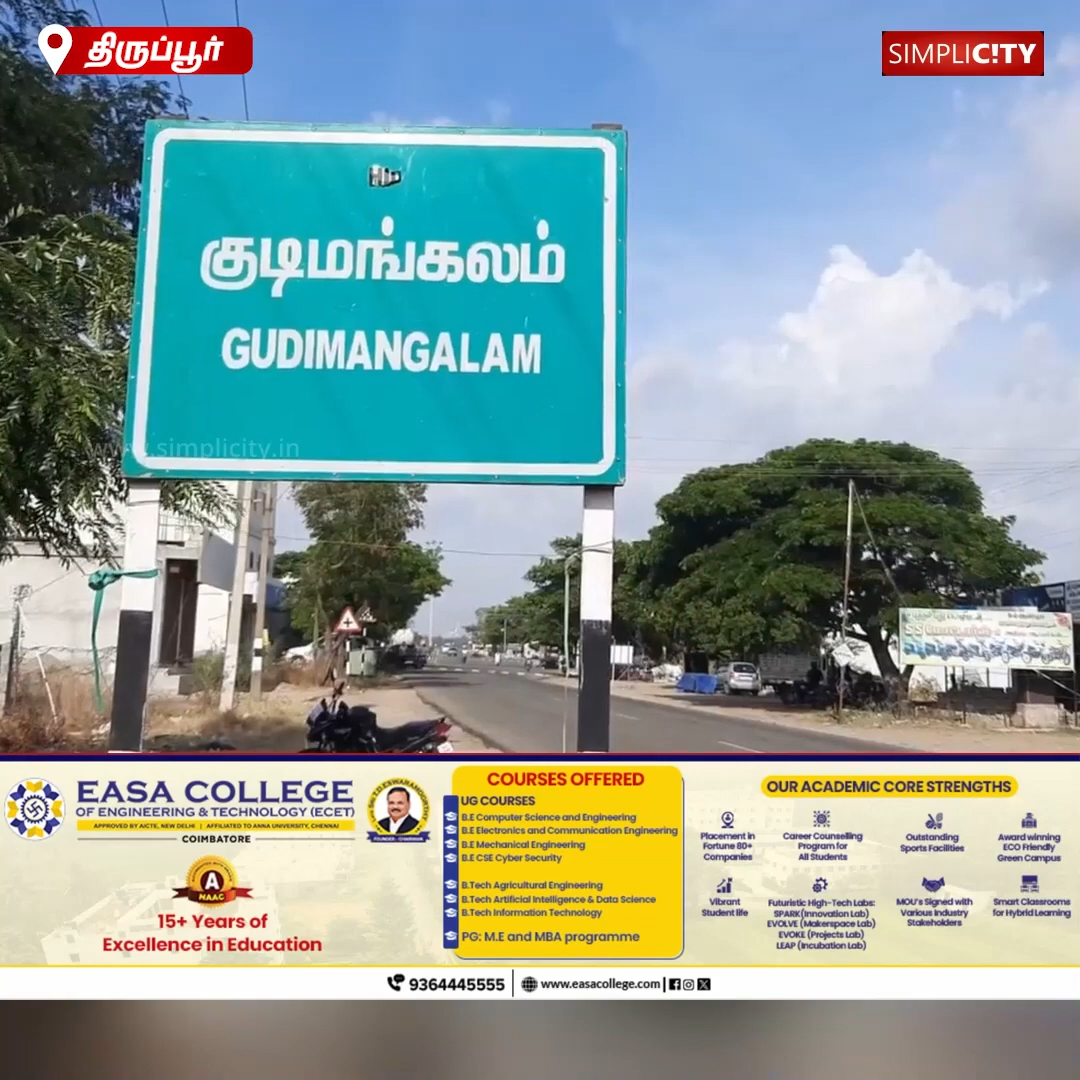 திருப்பூர்
SIMPLIC!TY
குடிமங்கலம்
GUDIMANGALAM
www.simplicity.in
EASA COLLEGE
OF ENGINEERING & TECHNOLOGY (ECET)
APPROVED BY AICTE, NEW DELHI | AFFILIATED TO ANNA UNIVERSITY, CHENNAI
COIMBATORE
A
NAAC
15+ Years of
Excellence in Education
COURSES OFFERED
UG COURSES
B.E Computer Science and Engineering
B.E Electronics and Communication Engineering
B.E Mechanical Engineering
B.E CSE Cyber Security
B.Tech Agricultural Engineering
B.Tech Artificial Intelligence & Data Science
B.Tech Information Technology
PG: M.E and MBA programme
OUR ACADEMIC CORE STRENGTHS
Placement in
Fortune 80+
Companies
Career Counselling
Program for
All Students
Outstanding
Sports Facilities
Award winning
ECO Friendly
Green Campus
Vibrant
Student life
Futuristic High-Tech Labs:
SPARK(Innovation Lab)
EVOLVE (Makerspace Lab)
EVOKE (Projects Lab)
LEAP (Incubation Lab)
MOU's Signed with
Various Industry
Stakeholders
Smart Classrooms
for Hybrid Learning
9364445555 | www.easacollege.com |